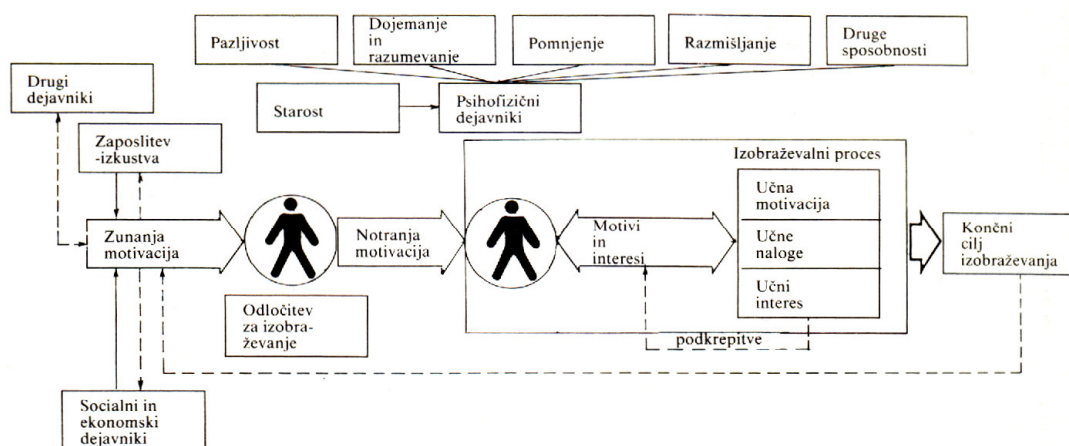 Pazljivost
Dojemanje
in
razumevanje
Pomnjenje
Razmišljanje
Druge
sposobnosti
Drugi
dejavniki
Starost
Psihofizični
dejavniki
Zaposlitev
-izkustva
Izobraževalni proces
Zunanja
motivacija
Notranja
motivacija
Motivi
in
interesi
Učna
motivacija
Učne
naloge
Učni
interes
Končni
cilj
izobraževanja
Odločitev
za izobra-
ževanje
podkrepitve
Socialni in
ekonomski
dejavniki